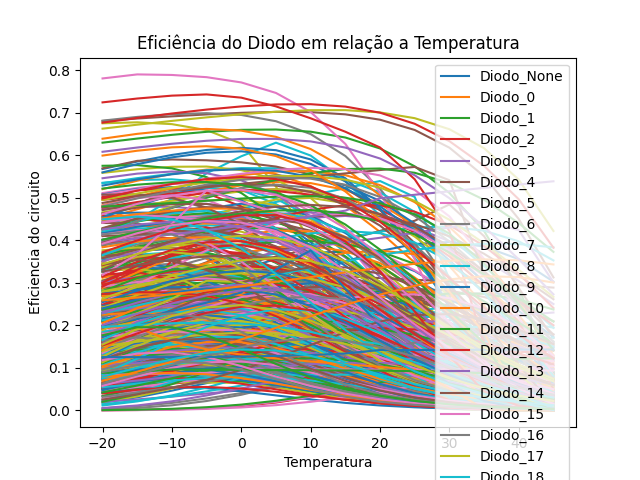 Eficiência do Diodo em relação a Temperatura
Eficiencia do circuito
0.8
0.7
0.6
0.5
0.4
0.3
0.2
0.1
0.0
−20
−10
0
10
20
30
40
Temperatura
Diodo_None
Diodo_0
Diodo_1
Diodo_2
Diodo_3
Diodo_4
Diodo_5
Diodo_6
Diodo_7
Diodo_8
Diodo_9
Diodo_10
Diodo_11
Diodo_12
Diodo_13
Diodo_14
Diodo_15
Diodo_16
Diodo_17
Diodo_18